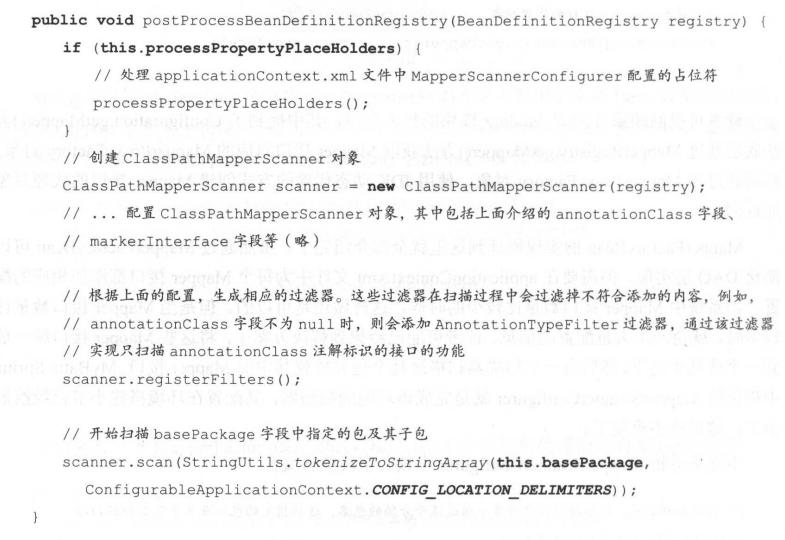 public void postProcessBeanDefinitionRegistry(BeanDefinitionRegistry registry) {
if (this.processPropertyPlaceHolders) {
// 处理 applicationContext.xml 文件中 MapperScannerConfigurer 配置的占位符
processPropertyPlaceHolders();
}
// 创建 ClassPathMapperScanner 对象
ClassPathMapperScanner scanner = new ClassPathMapperScanner(registry);
// ... 配置 ClassPathMapperScanner 对象，其中包括上面介绍的 annotationClass 字段、
// markerInterface 字段等（略）
// 根据上面的配置，生成相应的过滤器。这些过滤器在扫描过程中会过滤掉不符合添加的内容，例如，
// annotationClass 字段不为 null 时，则会添加 AnnotationTypeFilter 过滤器，通过该过滤器
// 实现只扫描 annotationClass 注解标识的接口的功能
scanner.registerFilters();
// 开始扫描 basePackage 字段中指定的包及其子包
scanner.scan(StringUtils.tokenizeToStringArray(this.basePackage,
ConfigurableApplicationContext.CONFIG_LOCATION_DELIMITERS));
}